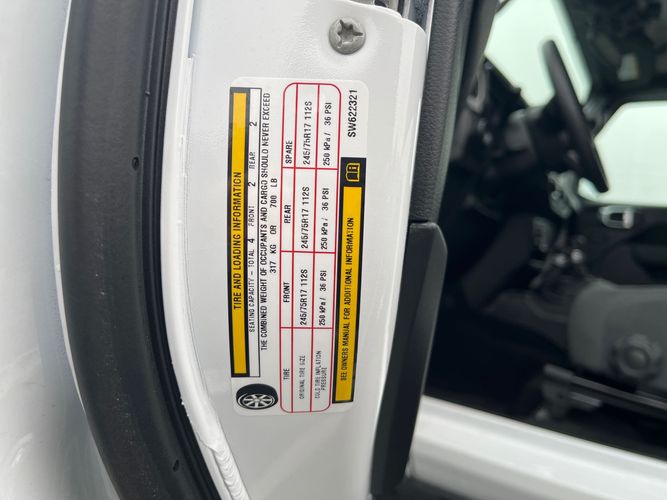 TIRE AND LOADING INFORMATION
SEATING CAPACITY - TOTAL 4 FRONT 2 REAR 2
THE COMBINED WEIGHT OF OCCUPANTS AND CARGO SHOULD NEVER EXCEED
317 KG OR 700 LB
TIRE FRONT REAR SPARE
ORIGINAL TIRE SIZE 245/75R17 112S 245/75R17 112S 245/75R17 112S
COLD TIRE INFLATION PRESSURE 250 kPa / 36 PSI 250 kPa / 36 PSI 250 kPa / 36 PSI
SEE OWNERS MANUAL FOR ADDITIONAL INFORMATION
SW622321